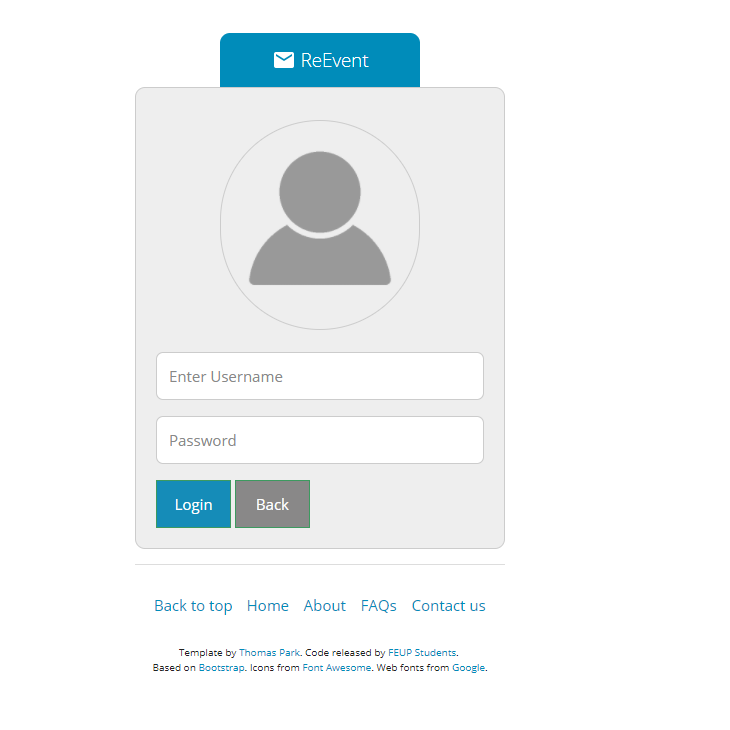 ReEvent
Enter Username
Password
Login Back
Back to top Home About FAQs Contact us
Template by Thomas Park. Code released by FEUP Students.
Based on Bootstrap. Icons from Font Awesome. Web fonts from Google.